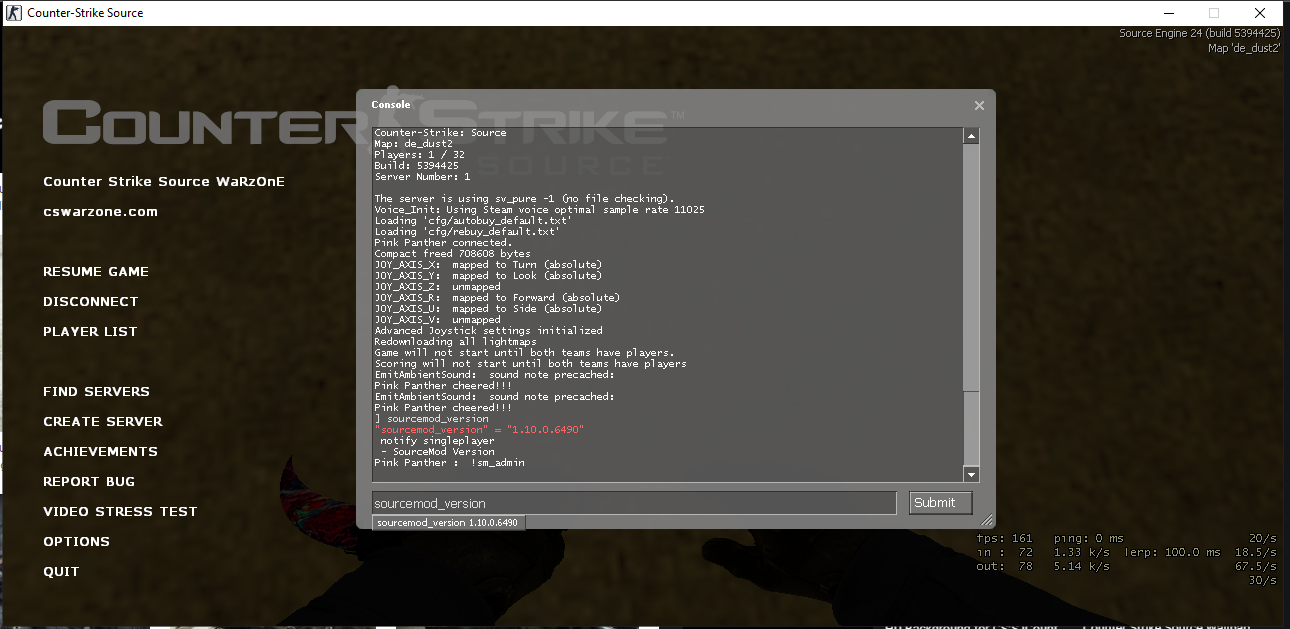 Counter-Strike Source
Source Engine 24 (build 5394425)
Map 'de_dust2'
COUNTER STRIKE™
SOURCE
Counter Strike Source WaRzOnE
cswarzone.com
RESUME GAME
DISCONNECT
PLAYER LIST
FIND SERVERS
CREATE SERVER
ACHIEVEMENTS
REPORT BUG
VIDEO STRESS TEST
OPTIONS
QUIT
Console
Counter-Strike: Source
Map: de_dust2
Players: 1 / 32
Build: 5394425
Server Number: 1
The server is using sv_pure -1 (no file checking).
Voice_Init: Using Steam voice optimal sample rate 11025
Loading 'cfg/autobuy_default.txt'
Loading 'cfg/rebuy_default.txt'
Pink Panther connected.
Compact freed 708608 bytes
JOY_AXIS_X:  mapped to Turn (absolute)
JOY_AXIS_Y:  mapped to Look (absolute)
JOY_AXIS_Z:  unmapped
JOY_AXIS_R:  mapped to Forward (absolute)
JOY_AXIS_U:  mapped to Side (absolute)
JOY_AXIS_V:  unmapped
Advanced Joystick settings initialized
Redownloading all lightmaps
Game will not start until both teams have players.
Scoring will not start until both teams have players
EmitAmbientSound:  sound note precached:
Pink Panther cheered!!!
EmitAmbientSound:  sound note precached:
Pink Panther cheered!!!
] sourcemod_version
"sourcemod_version" = "1.10.0.6490"
notify singleplayer
- SourceMod Version
Pink Panther :  !sm_admin
sourcemod_version
Submit
sourcemod_version 1.10.0.6490
fps: 161 ping: 0 ms 20/s
in : 72 1.33 k/s lerp: 100.0 ms 18.5/s
out: 78 5.14 k/s 67.5/s
30/s